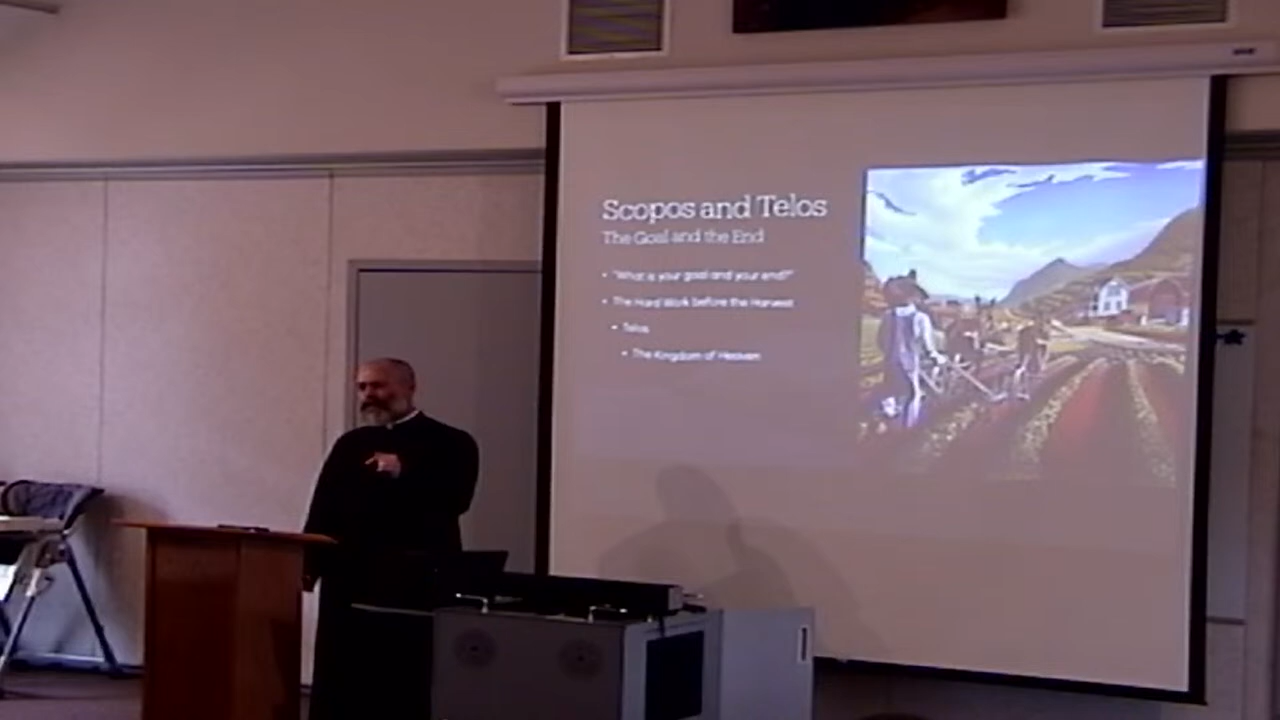 Scopos and Telos
The Goal and the End
• "What is your goal and your end?"
• The Hard Work before the Harvest
• Telos
• The Kingdom of Heaven